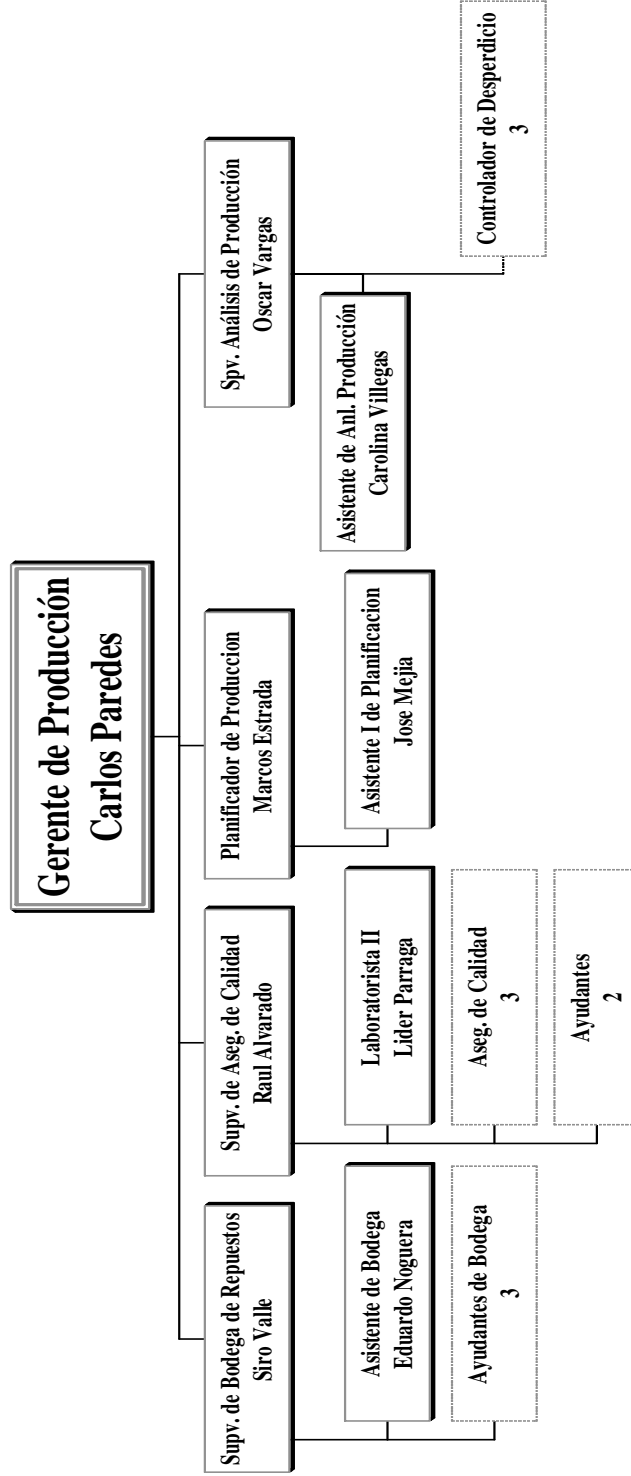 Gerente de Producción
Carlos Paredes
Supv. de Bodega de Repuestos
Siro Valle
Supv. de Aseg. de Calidad
Raul Alvarado
Planificador de Produccion
Marcos Estrada
Spv. Análisis de Producción
Oscar Vargas
Asistente de Bodega
Eduardo Noguera
Ayudantes de Bodega
3
Laboratorista II
Lider Parraga
Aseg. de Calidad
3
Ayudantes
2
Asistente I de Planificacion
Jose Mejia
Asistente de Anl. Producción
Carolina Villegas
Controlador de Desperdicio
3